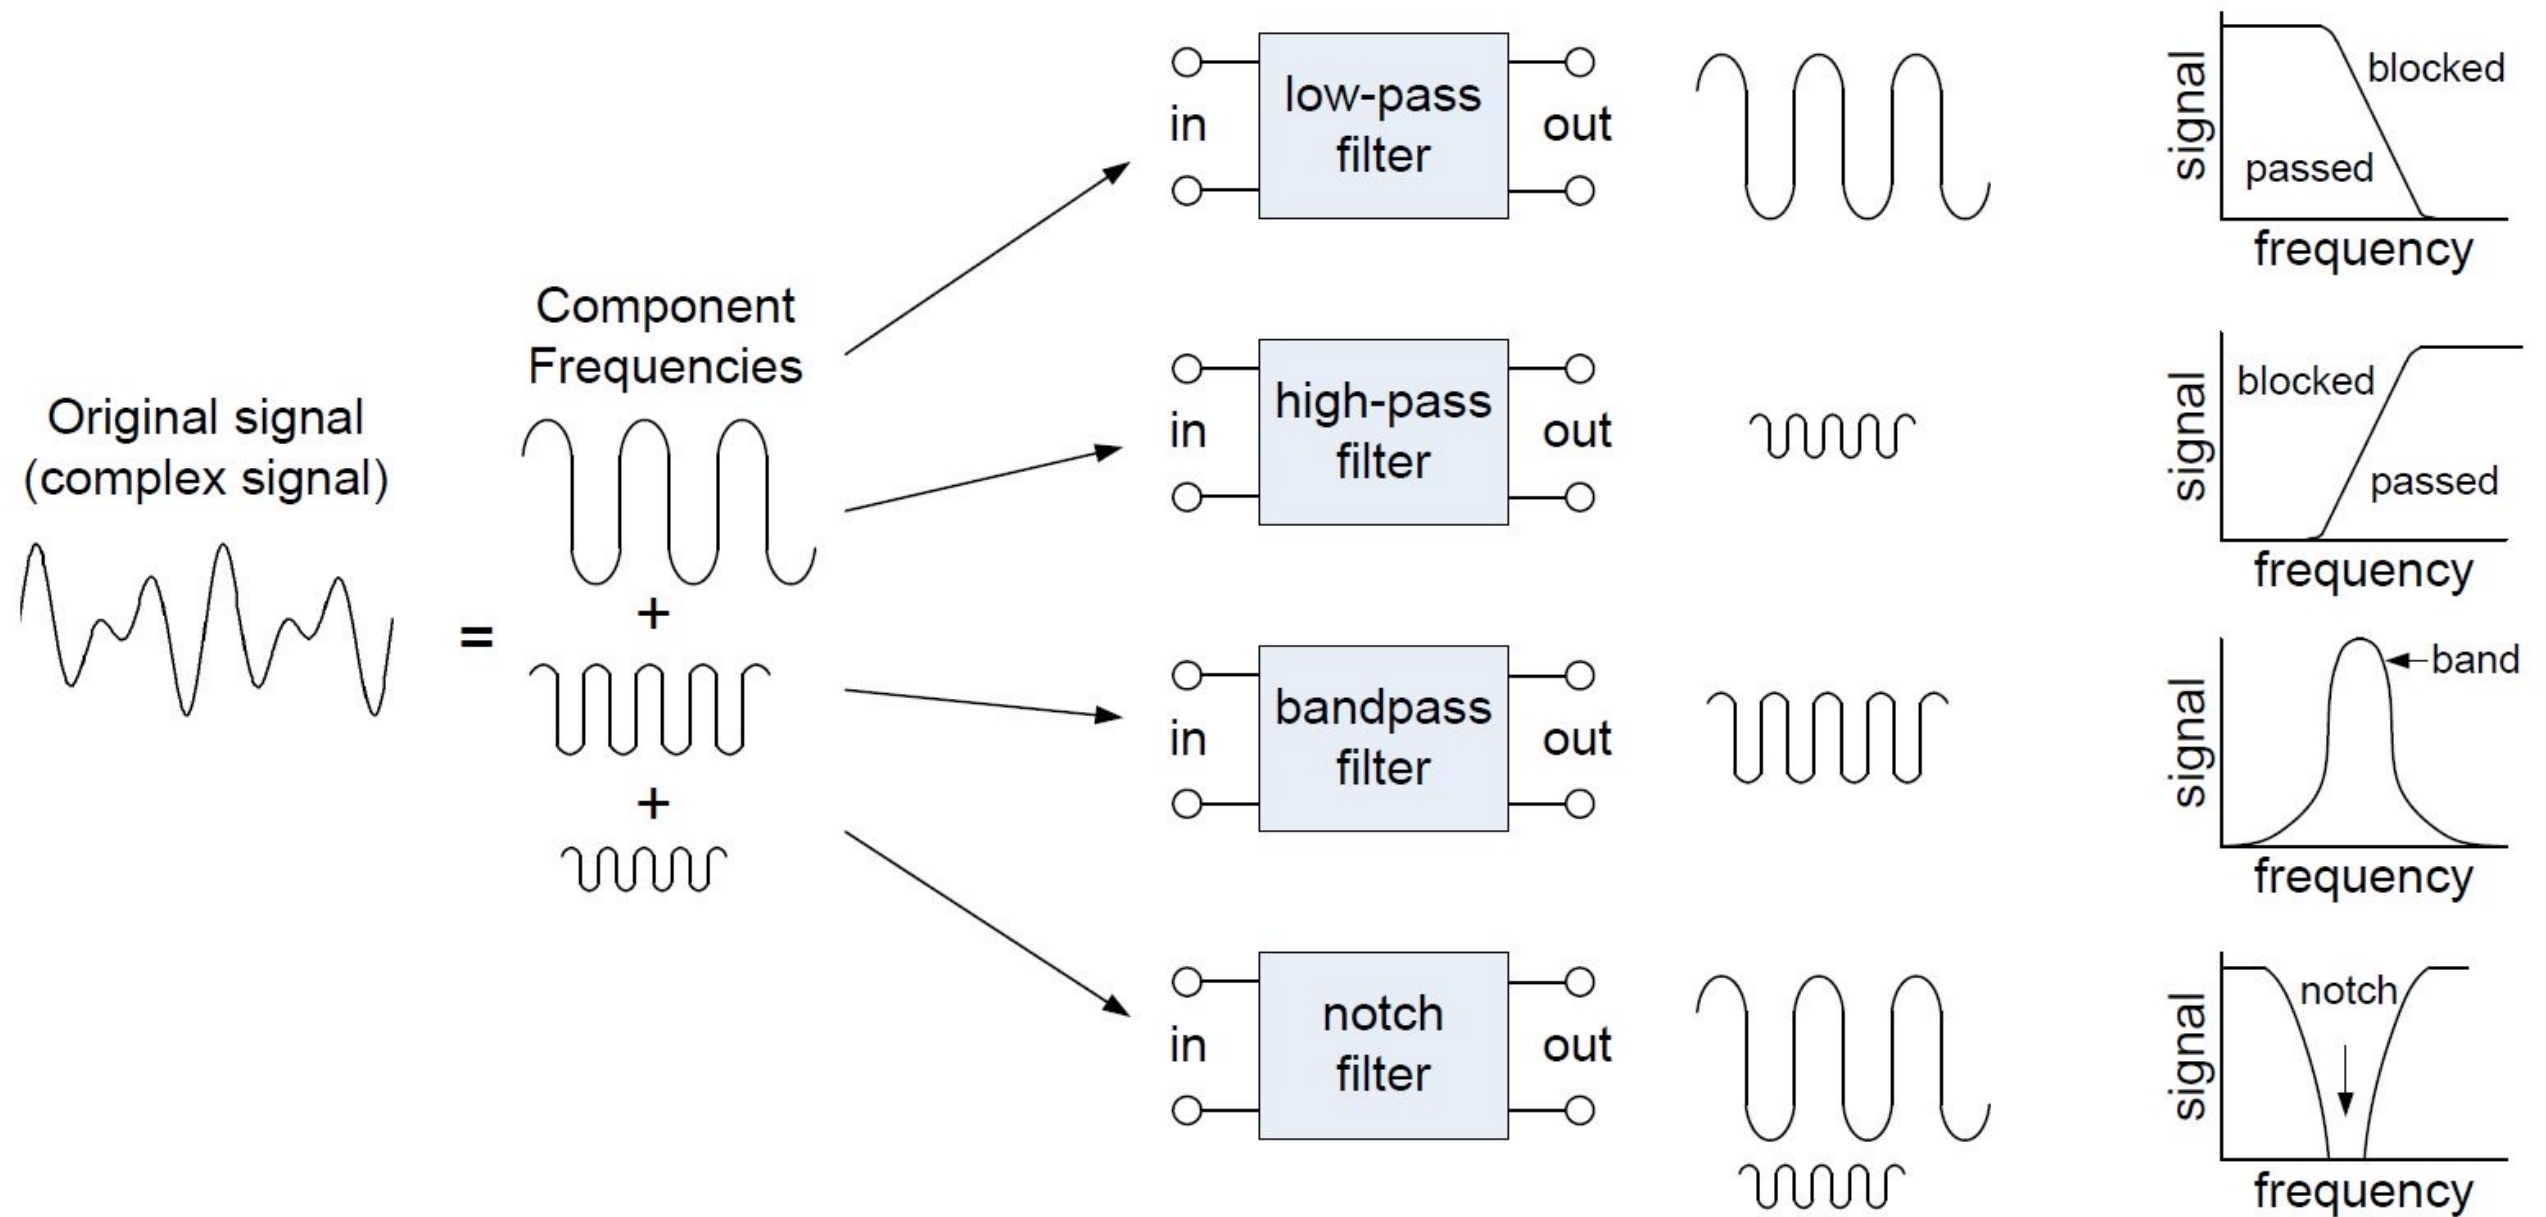 Original signal
(complex signal)
=
Component
Frequencies
+
+
in
low-pass
filter
out
signal
blocked
passed
frequency
in
high-pass
filter
out
signal
blocked
passed
frequency
in
bandpass
filter
out
signal
band
frequency
in
notch
filter
out
signal
notch
frequency